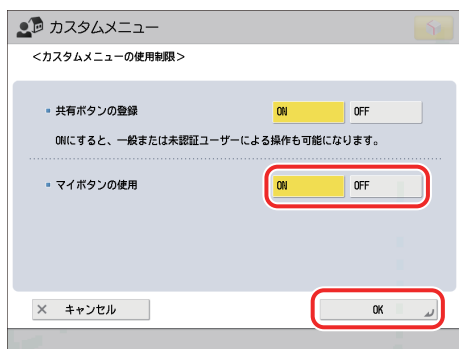 カスタムメニュー
<カスタムメニューの使用制限>
共有ボタンの登録 ON OFF
ONにすると、一般または未認証ユーザーによる操作も可能になります。
マイボタンの使用 ON OFF
× キャンセル OK